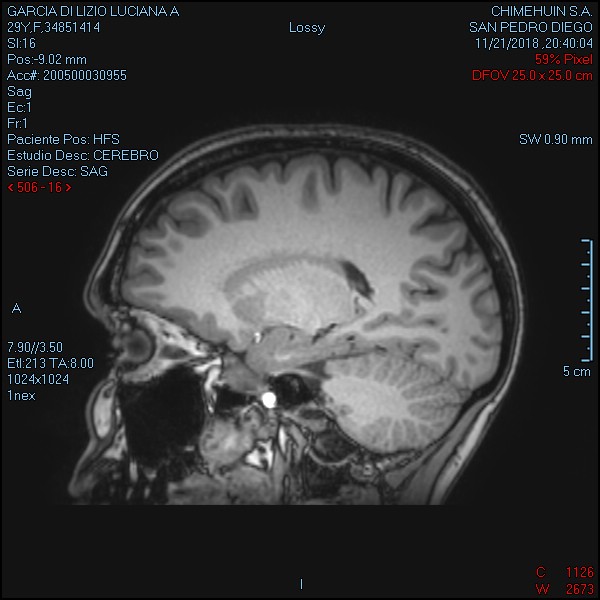 GARCIA DI LIZIO LUCIANA A
29Y,F,34851414
Sl:16
Pos:-9.02 mm
Acc#: 200500030955
Sag
Ec:1
Fr:1
Paciente Pos: HFS
Estudio Desc: CEREBRO
Serie Desc: SAG
< 506 - 16 >
Lossy
CHIMEHUIN S.A.
SAN PEDRO DIEGO
11/21/2018 ,20:40:04
59% Pixel
DFOV 25.0 x 25.0 cm
SW 0.90 mm
A
7.90//3.50
Etl:213 TA:8.00
1024x1024
1nex
5 cm
I
C 1126
W 2673